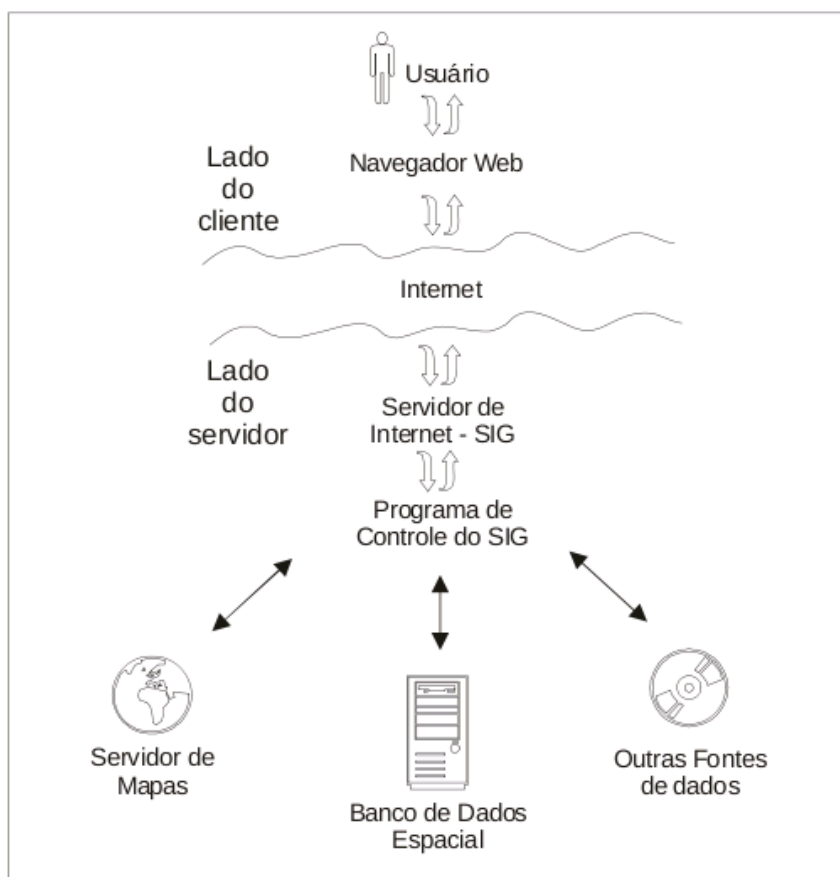 Usuário
Navegador Web
Lado
do
cliente
Internet
Lado
do
servidor
Servidor de
Internet - SIG
Programa de
Controle do SIG
Servidor de
Mapas
Banco de Dados
Espacial
Outras Fontes
de dados